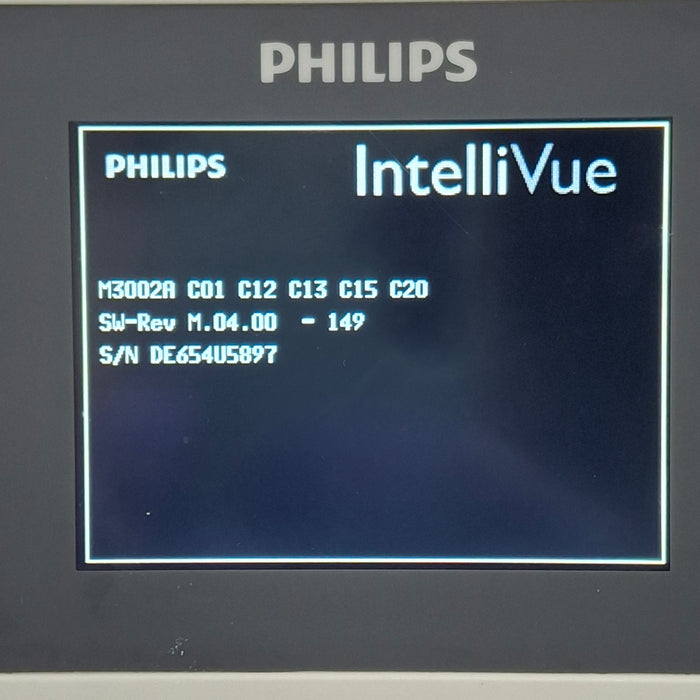 PHILIPS
PHILIPS IntelliVue
M3002A C01 C12 C13 C15 C20
SW-Rev M.04.00 - 149
S/N DE654U5897